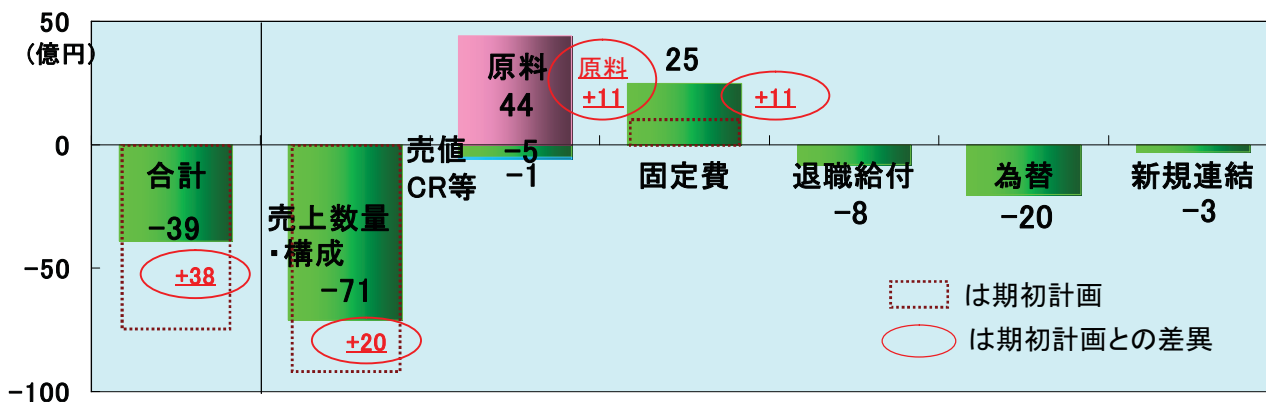 50
(億円)
0
-50
-100
合計
-39
+38
売上数量
・構成
-71
+20
原料
44
原料
+11
売値
CR等
-5
-1
25
+11
固定費
退職給付
-8
為替
-20
新規連結
-3
は期初計画
は期初計画との差異